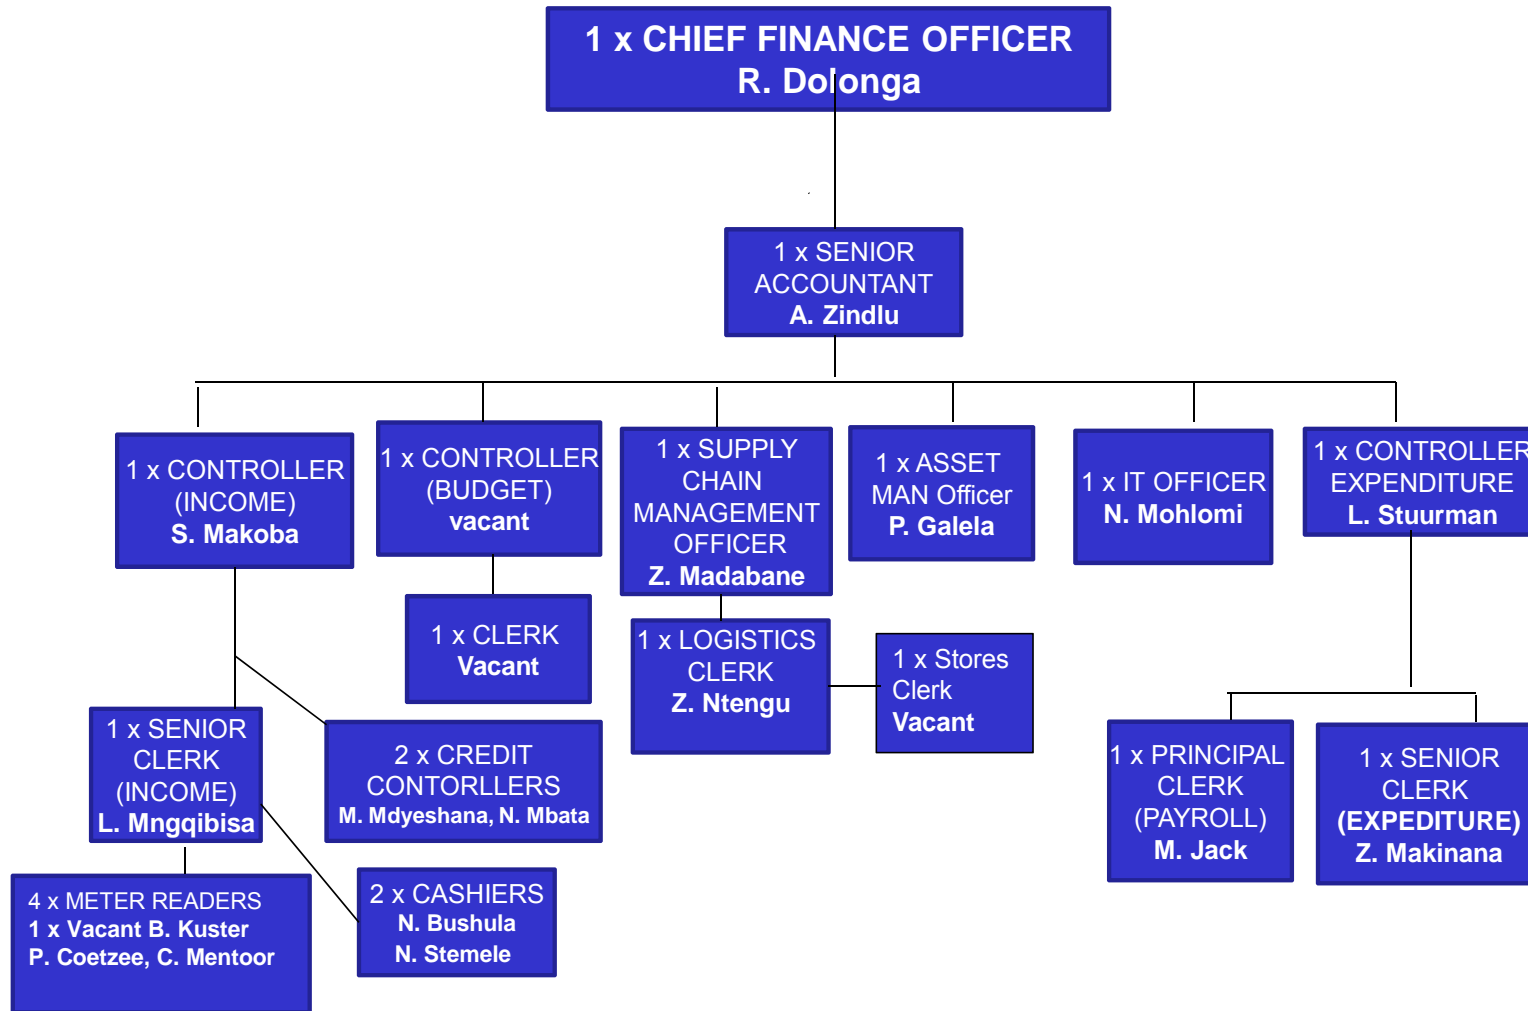 1 x CHIEF FINANCE OFFICER
R. Dolonga
1 x SENIOR
ACCOUNTANT
A. Zindlu
1 x CONTROLLER
(INCOME)
S. Makoba
1 x CONTROLLER
(BUDGET)
vacant
1 x SUPPLY
CHAIN
MANAGEMENT
OFFICER
Z. Madabane
1 x ASSET
MAN Officer
P. Galela
1 x IT OFFICER
N. Mohlomi
1 x CONTROLLER
EXPENDITURE
L. Stuurman
1 x CLERK
Vacant
1 x LOGISTICS
CLERK
Z. Ntengu
1 x Stores
Clerk
Vacant
1 x SENIOR
CLERK
(INCOME)
L. Mngqibisa
2 x CREDIT
CONTORLLERS
M. Mdyeshana, N. Mbata
1 x PRINCIPAL
CLERK
(PAYROLL)
M. Jack
1 x SENIOR
CLERK
(EXPEDITURE)
Z. Makinana
4 x METER READERS
1 x Vacant B. Kuster
P. Coetzee, C. Mentoor
2 x CASHIERS
N. Bushula
N. Stemele